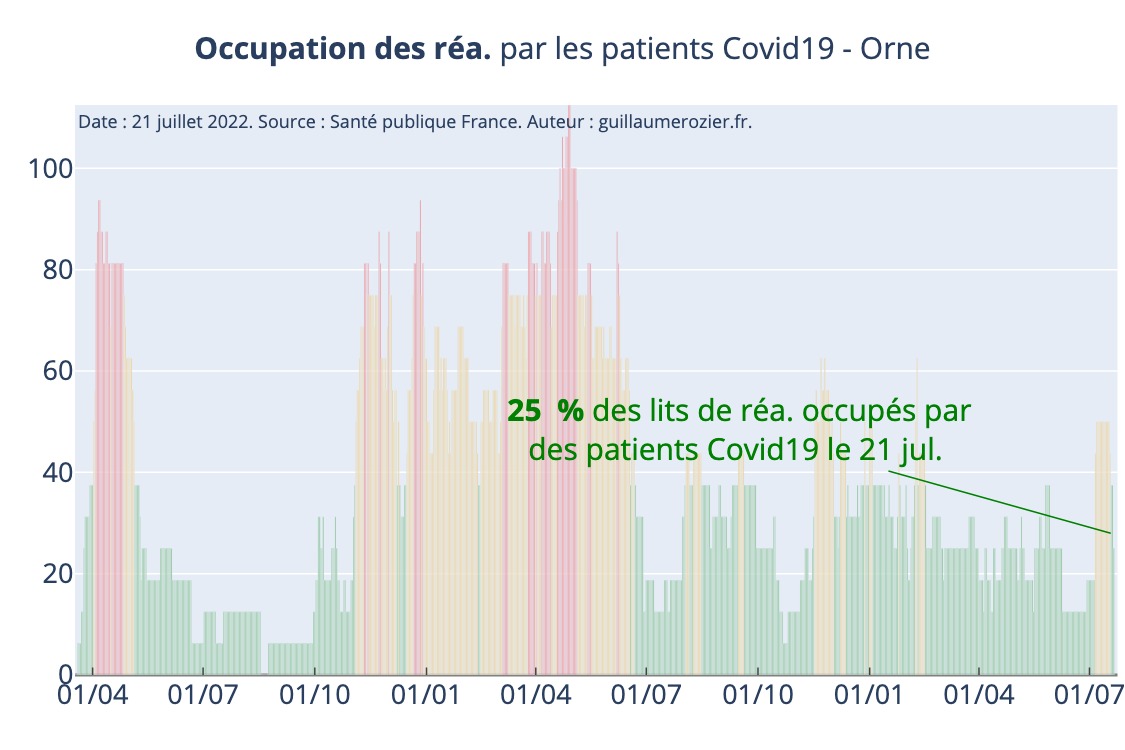 Occupation des réa. par les patients Covid19 - Orne
Date : 21 juillet 2022. Source : Santé publique France. Auteur : guillaumerozier.fr.
100
80
60
25 % des lits de réa. occupés par
des patients Covid19 le 21 jul.
40
20
0
01/04 01/07 01/10 01/01 01/04 01/07 01/10 01/01 01/04 01/07